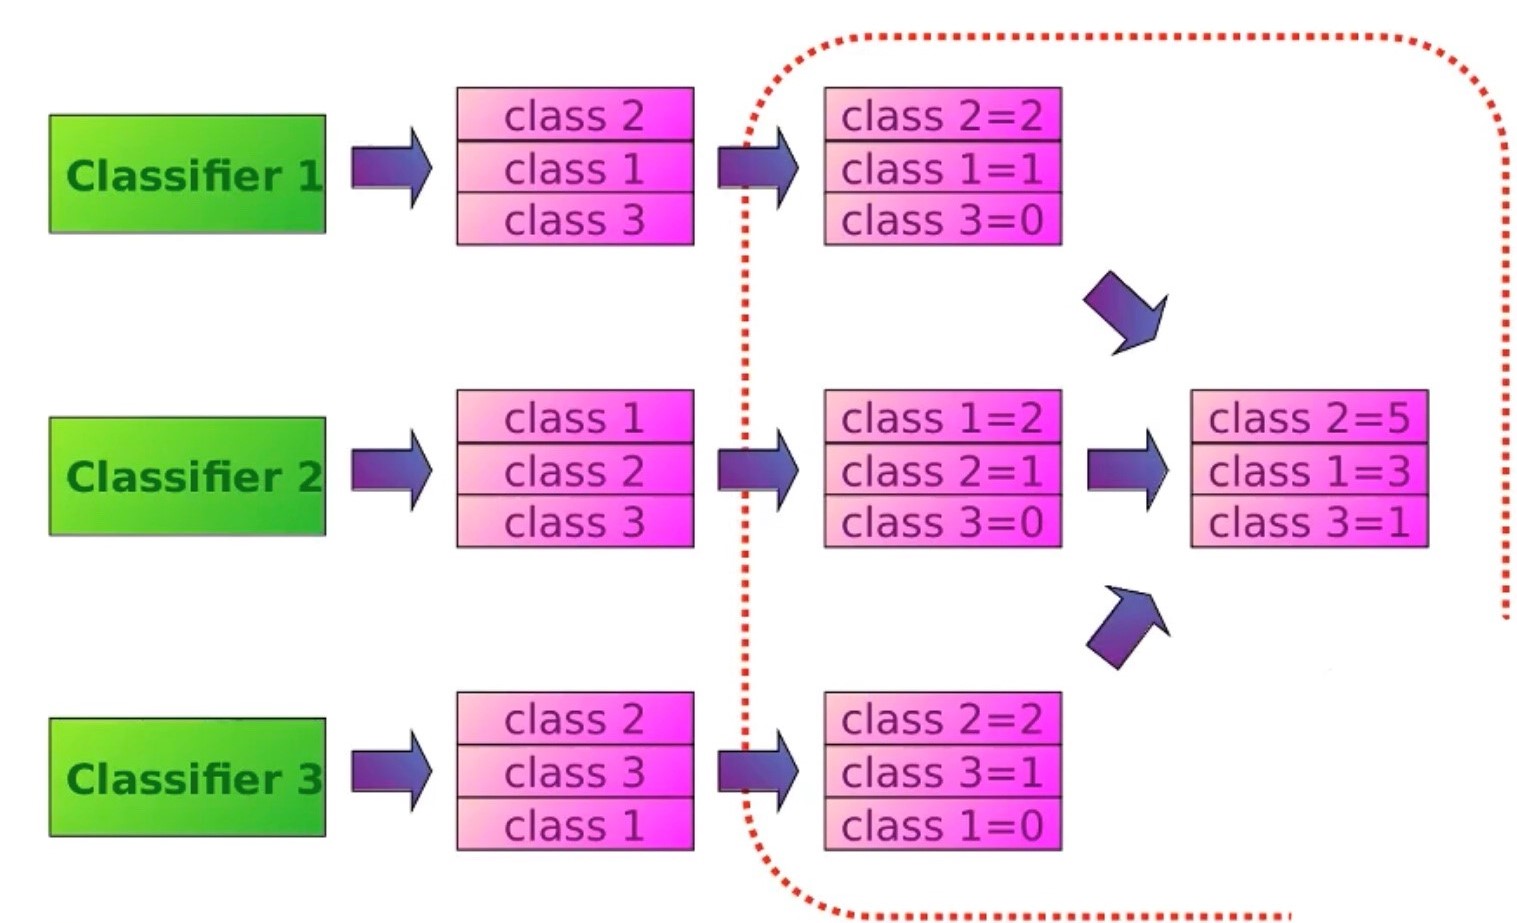 Classifier 1
class 2
class 1
class 3
class 2=2
class 1=1
class 3=0
Classifier 2
class 1
class 2
class 3
class 1=2
class 2=1
class 3=0
class 2=5
class 1=3
class 3=1
Classifier 3
class 2
class 3
class 1
class 2=2
class 3=1
class 1=0